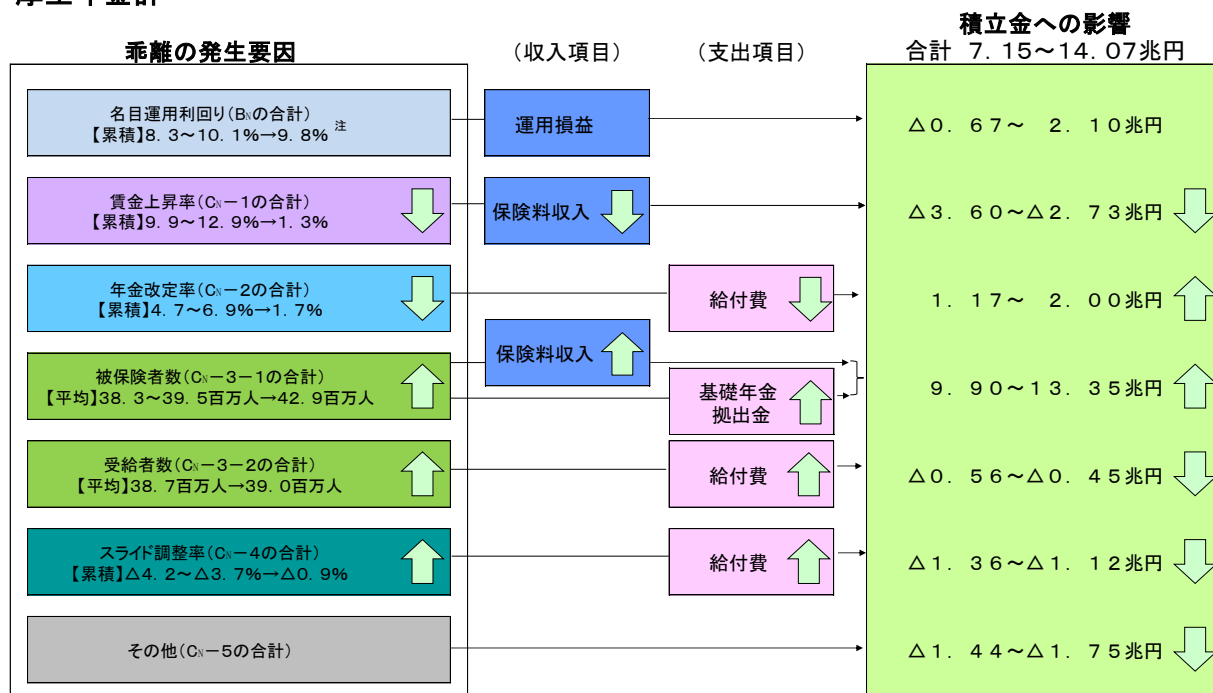 乖離の発生要因
(収入項目)
(支出項目)
積立金への影響
合計 7.15~14.07兆円
名目運用利回り(BNの合計)
【累積】8.3~10.1%→9.8% 注
運用損益
△0.67~ 2.10兆円
賃金上昇率(CN-1の合計)
【累積】9.9~12.9%→1.3%
保険料収入
△3.60~△2.73兆円
年金改定率(CN-2の合計)
【累積】4.7~6.9%→1.7%
給付費
1.17~ 2.00兆円
保険料収入
被保険者数(CN-3-1の合計)
【平均】38.3~39.5百万人→42.9百万人
基礎年金
拠出金
9.90~13.35兆円
受給者数(CN-3-2の合計)
【平均】38.7百万人→39.0百万人
給付費
△0.56~△0.45兆円
スライド調整率(CN-4の合計)
【累積】△4.2~△3.7%→△0.9%
給付費
△1.36~△1.12兆円
その他(CN-5の合計)
△1.44~△1.75兆円